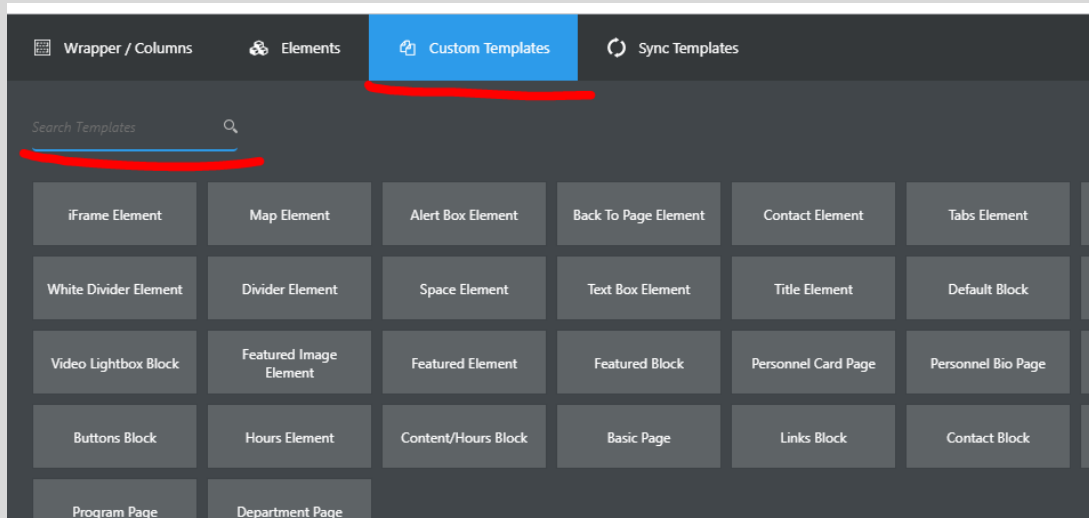 Wrapper / Columns
Elements
Custom Templates
Sync Templates
Search Templates
iFrame Element
Map Element
Alert Box Element
Back To Page Element
Contact Element
Tabs Element
White Divider Element
Divider Element
Space Element
Text Box Element
Title Element
Default Block
Video Lightbox Block
Featured Image
Element
Featured Element
Featured Block
Personnel Card Page
Personnel Bio Page
Buttons Block
Hours Element
Content/Hours Block
Basic Page
Links Block
Contact Block
Program Page
Department Page